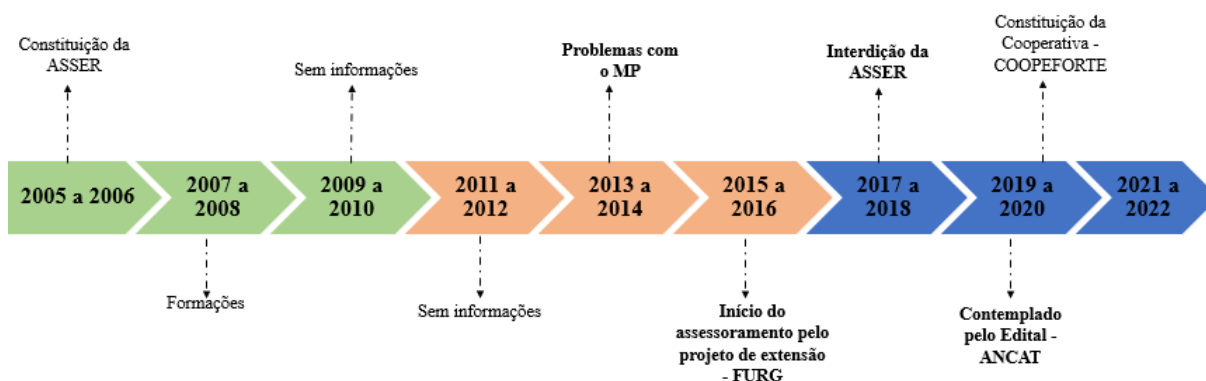 Constituição da
ASSER
Sem informações
Problemas com
o MP
Interdição da
ASSER
Constituição da
Cooperativa -
COOPEFORTE
2005 a 2006
2007 a
2008
2009 a
2010
2011 a
2012
2013 a
2014
2015 a
2016
2017 a
2018
2019 a
2020
2021 a
2022
Formações
Sem informações
Início do
assessoramento pelo
projeto de extensão
- FURG
Contemplado
pelo Edital -
ANCAT